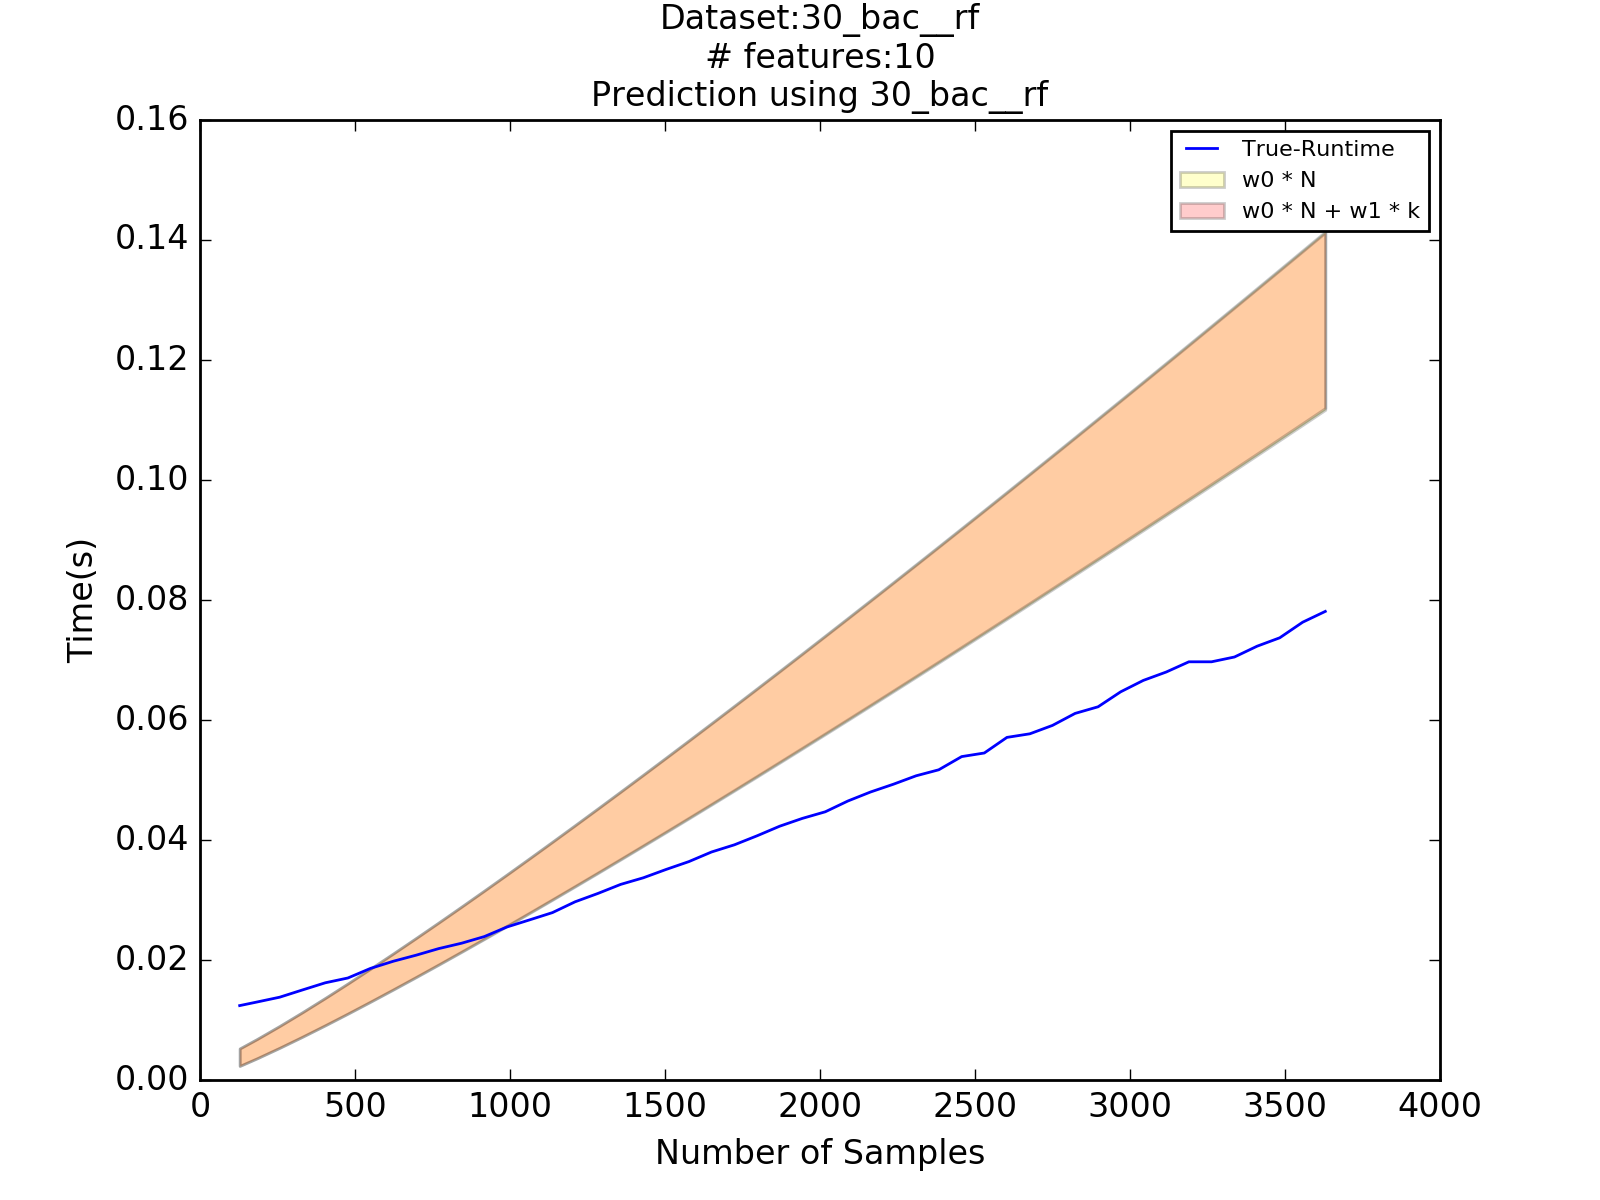 Dataset:30_bac__rf
# features:10
Prediction using 30_bac__rf
0.16
0.14
0.12
0.10
0.08
0.06
0.04
0.02
0.00
Time(s)
True-Runtime
w0 * N
w0 * N + w1 * k
0 500 1000 1500 2000 2500 3000 3500 4000
Number of Samples